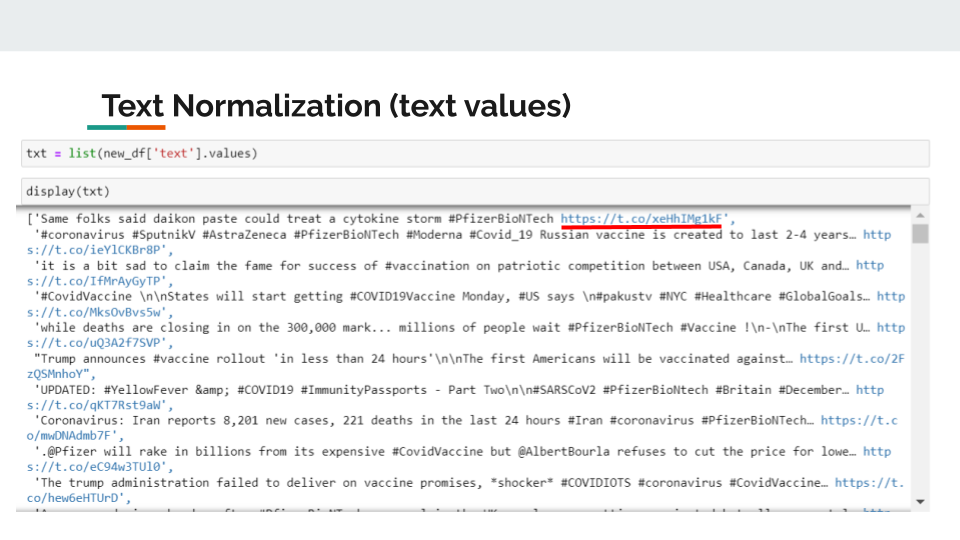 Text Normalization (text values)
txt = list(new_df['text'].values)
display(txt)
['Same folks said daikon paste could treat a cytokine storm #PfizerBioNTech https://t.co/xeHhIMg1kF',
'#coronavirus #SputnikV #AstraZeneca #PfizerBioNTech #Moderna #Covid_19 Russian vaccine is created to last 2-4 years… http
s://t.co/ieYlCKBr8P',
'it is a bit sad to claim the fame for success of #vaccination on patriotic competition between USA, Canada, UK and… http
s://t.co/IfMrAyGyTP',
'#CovidVaccine \n\nStates will start getting #COVID19Vaccine Monday, #US says \n#pakustv #NYC #Healthcare #GlobalGoals… http
s://t.co/MksOvBvs5w',
'while deaths are closing in on the 300,000 mark... millions of people wait #PfizerBioNTech #Vaccine !\n-\nThe first U… http
s://t.co/uQ3A2f7SVP',
"Trump announces #vaccine rollout 'in less than 24 hours'\n\nThe first Americans will be vaccinated against… https://t.co/2F
zQSMnhoY",
'UPDATED: #YellowFever &amp; #COVID19 #ImmunityPassports - Part Two\n\n#SARSCoV2 #PfizerBioNtech #Britain #December… http
s://t.co/qKT7Rst9aW',
'Coronavirus: Iran reports 8,201 new cases, 221 deaths in the last 24 hours #Iran #coronavirus #PfizerBioNTech… https://t.c
o/mwDNAdmb7F',
'.@Pfizer will rake in billions from its expensive #CovidVaccine but @AlbertBourla refuses to cut the price for lowe… http
s://t.co/eC94w3TUl0',
'The trump administration failed to deliver on vaccine promises, *shocker* #COVIDIOTS #coronavirus #CovidVaccine… https://t.
co/hew6eHTUrD',